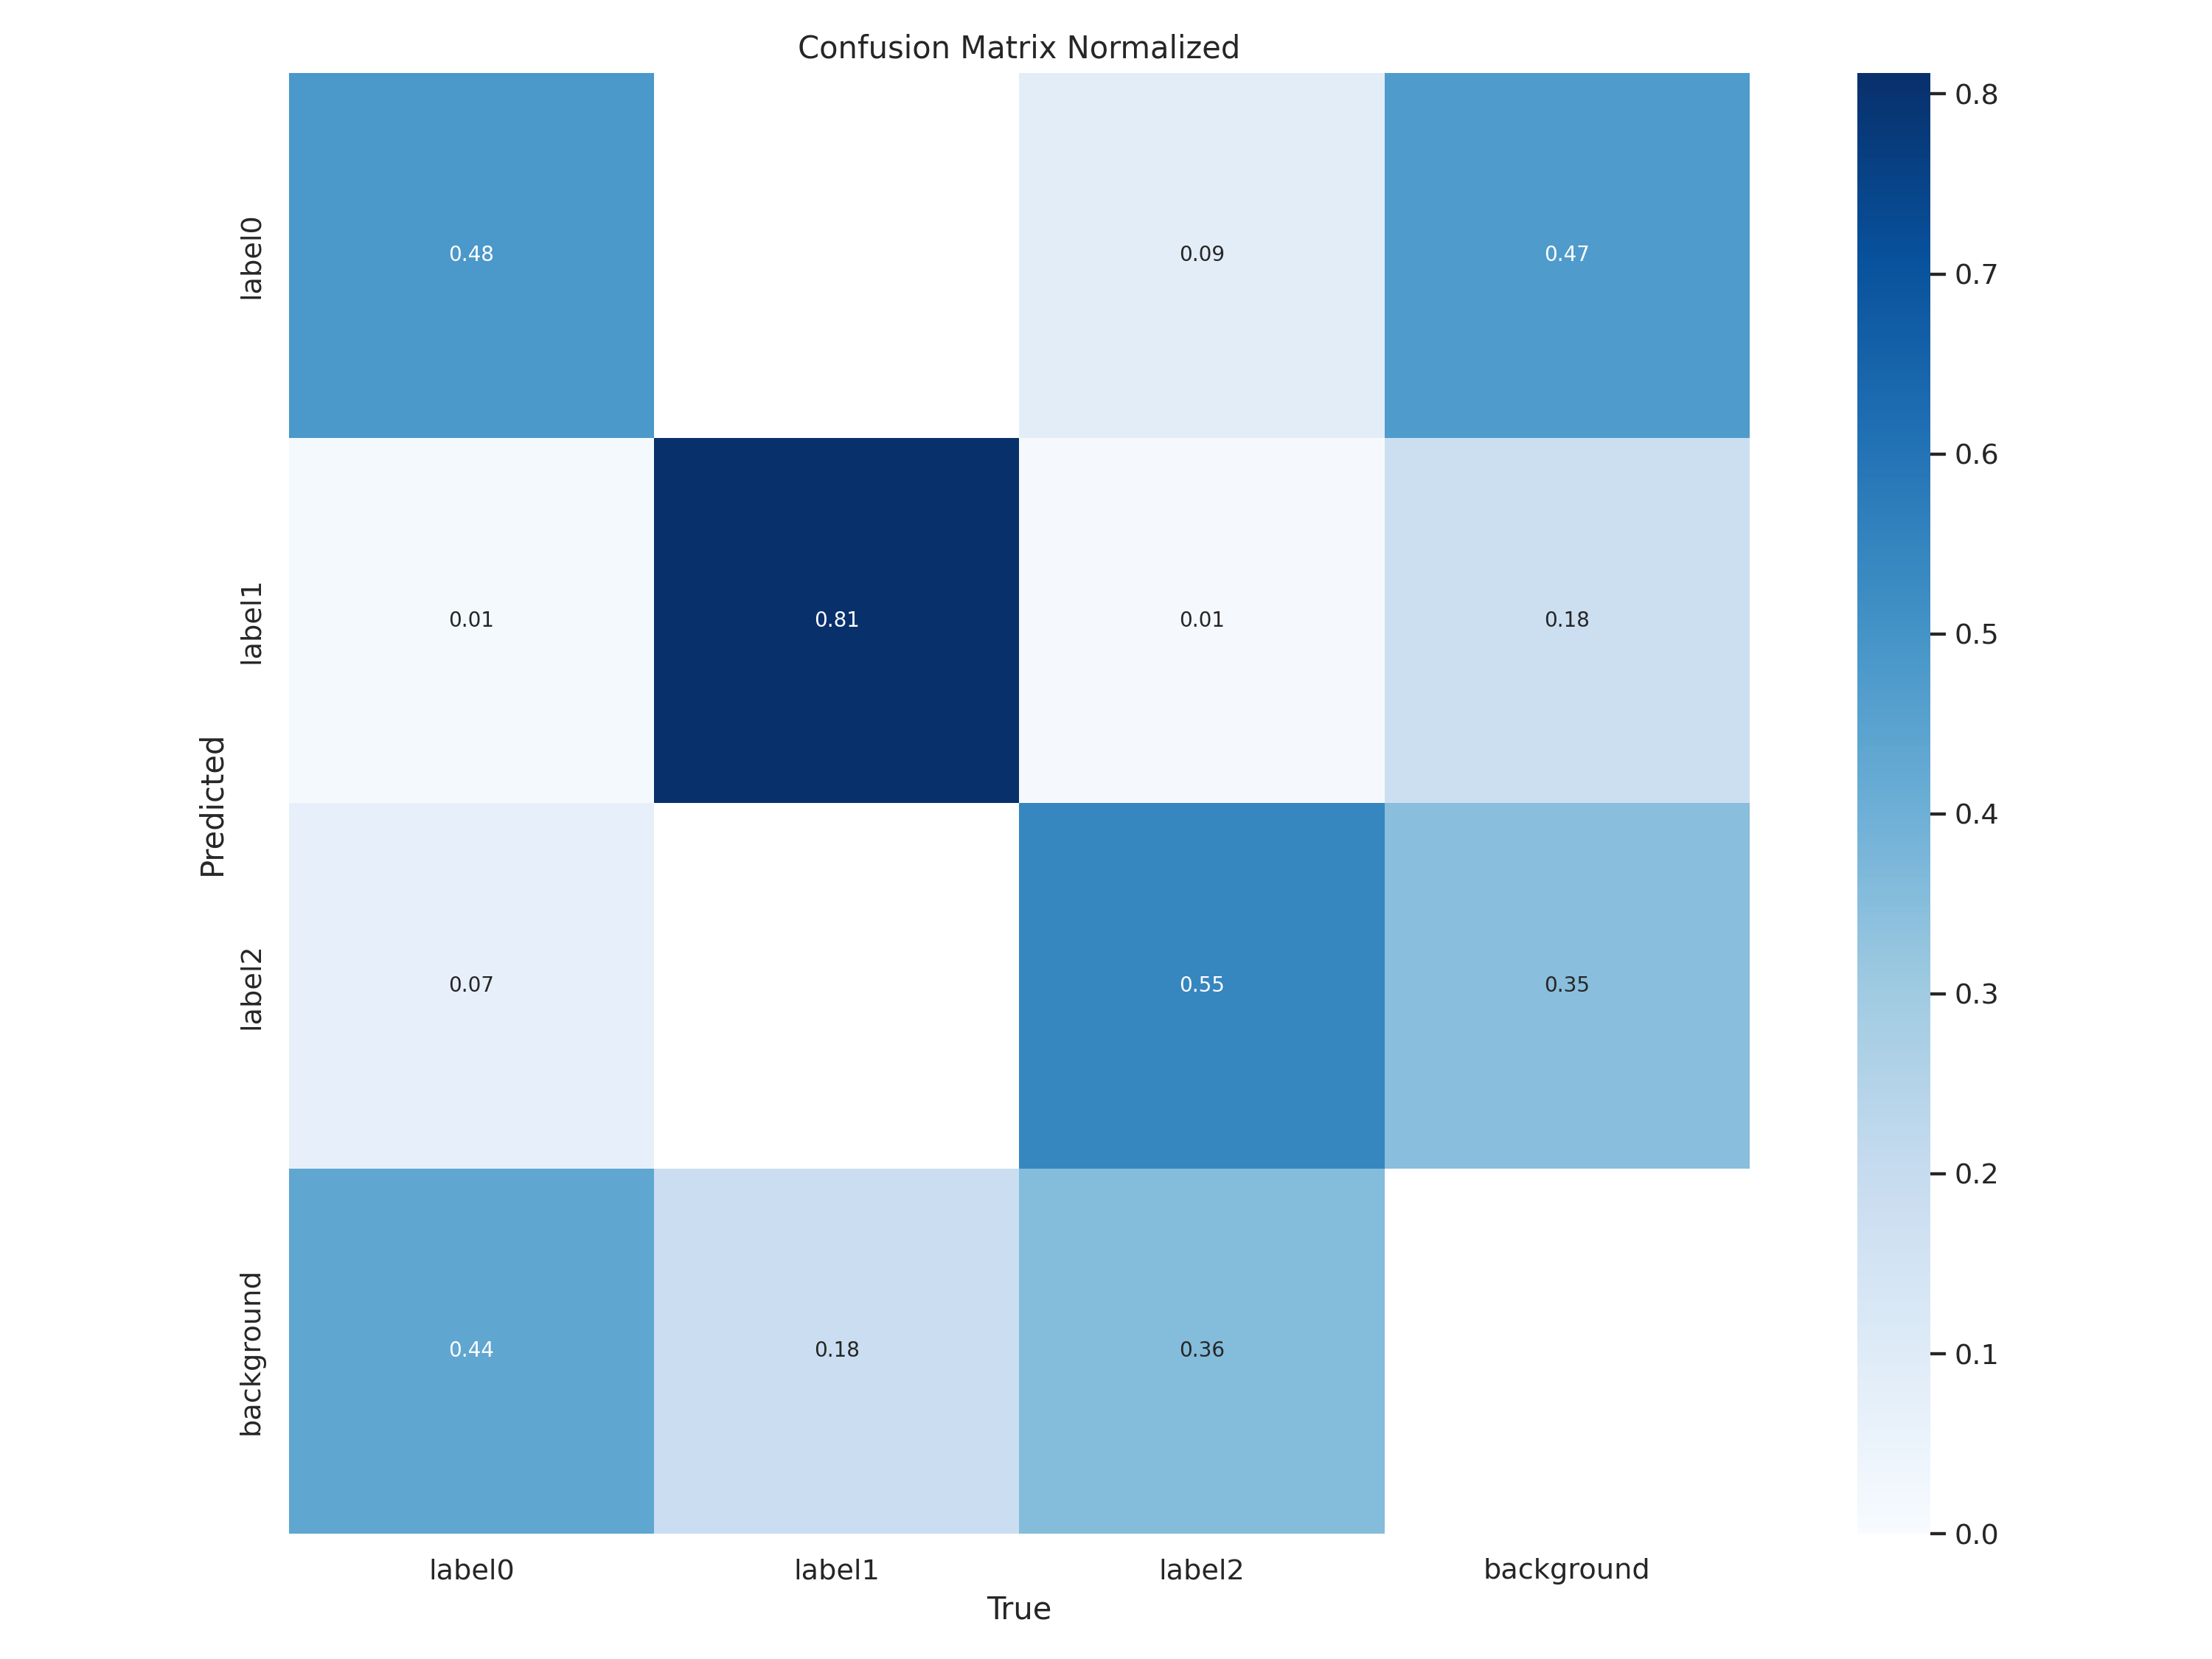 Confusion Matrix Normalized
label0
0.48
0.09
0.47
label1
0.01
0.81
0.01
0.18
label2
0.07
0.55
0.35
background
0.44
0.18
0.36
Predicted
label0
label1
label2
background
True
0.8
0.7
0.6
0.5
0.4
0.3
0.2
0.1
0.0